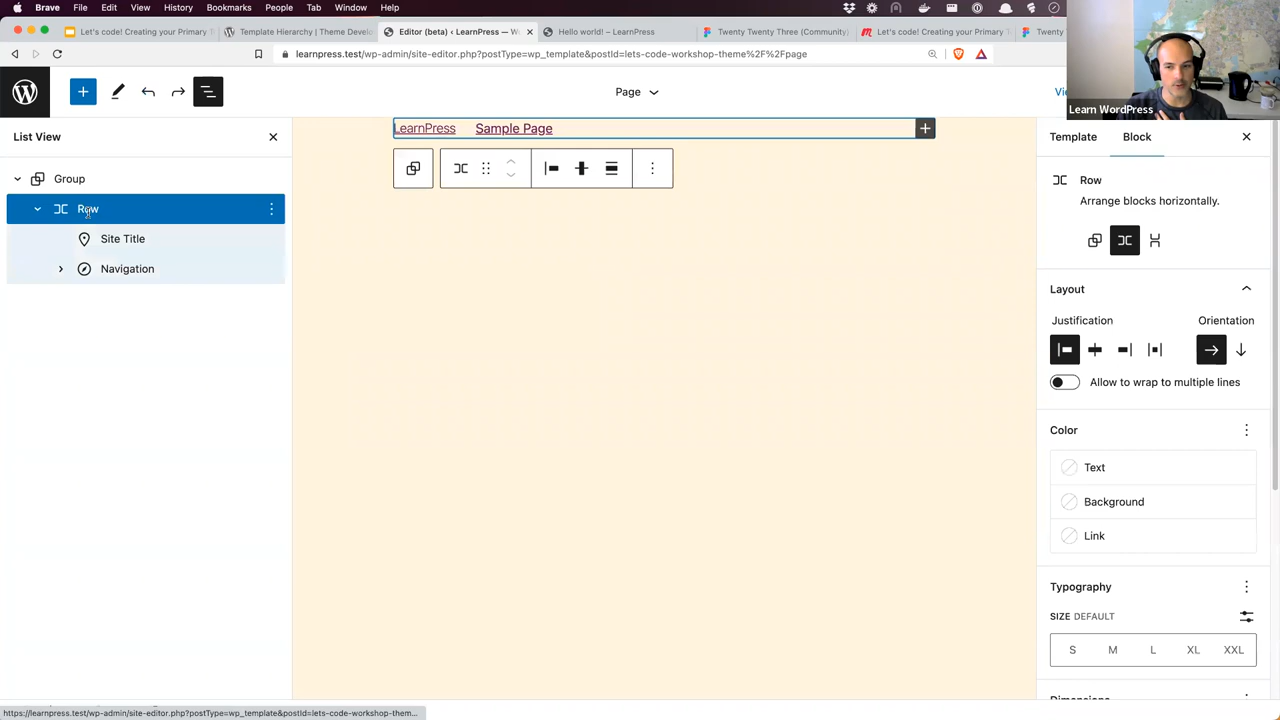 Brave File Edit View History Bookmarks People Tab Window Help
Let's code! Creating your Primary
Template Hierarchy | Theme Develo
Editor (beta) ‹ LearnPress — W
Hello world! – LearnPress
Twenty Twenty Three (Community)
Let's code! Creating your Primary T
Twenty Tw
learnpress.test/wp-admin/site-editor.php?postType=wp_template&postId=lets-code-workshop-theme%2F%2Fpage
Learn WordPress
Page
List View
Group
Row
Site Title
Navigation
LearnPress Sample Page
Template Block
Row
Arrange blocks horizontally.
Layout
Justification Orientation
Allow to wrap to multiple lines
Color
Text
Background
Link
Typography
SIZE DEFAULT
S M L XL XXL
https://learnpress.test/wp-admin/site-editor.php?postType=wp_template&postId=lets-code-workshop-them...